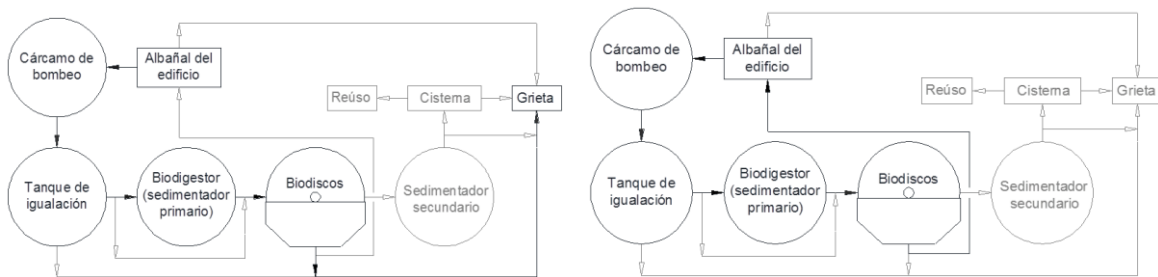 Cárcamo de
bombeo
Albañal del
edificio
Reúso
Cisterna
Grieta
Tanque de
igualación
Biodigestor
(sedimentador
primario)
Biodiscos
Sedimentador
secundario
Cárcamo de
bombeo
Albañal del
edificio
Reúso
Cisterna
Grieta
Tanque de
igualación
Biodigestor
(sedimentador
primario)
Biodiscos
Sedimentador
secundario